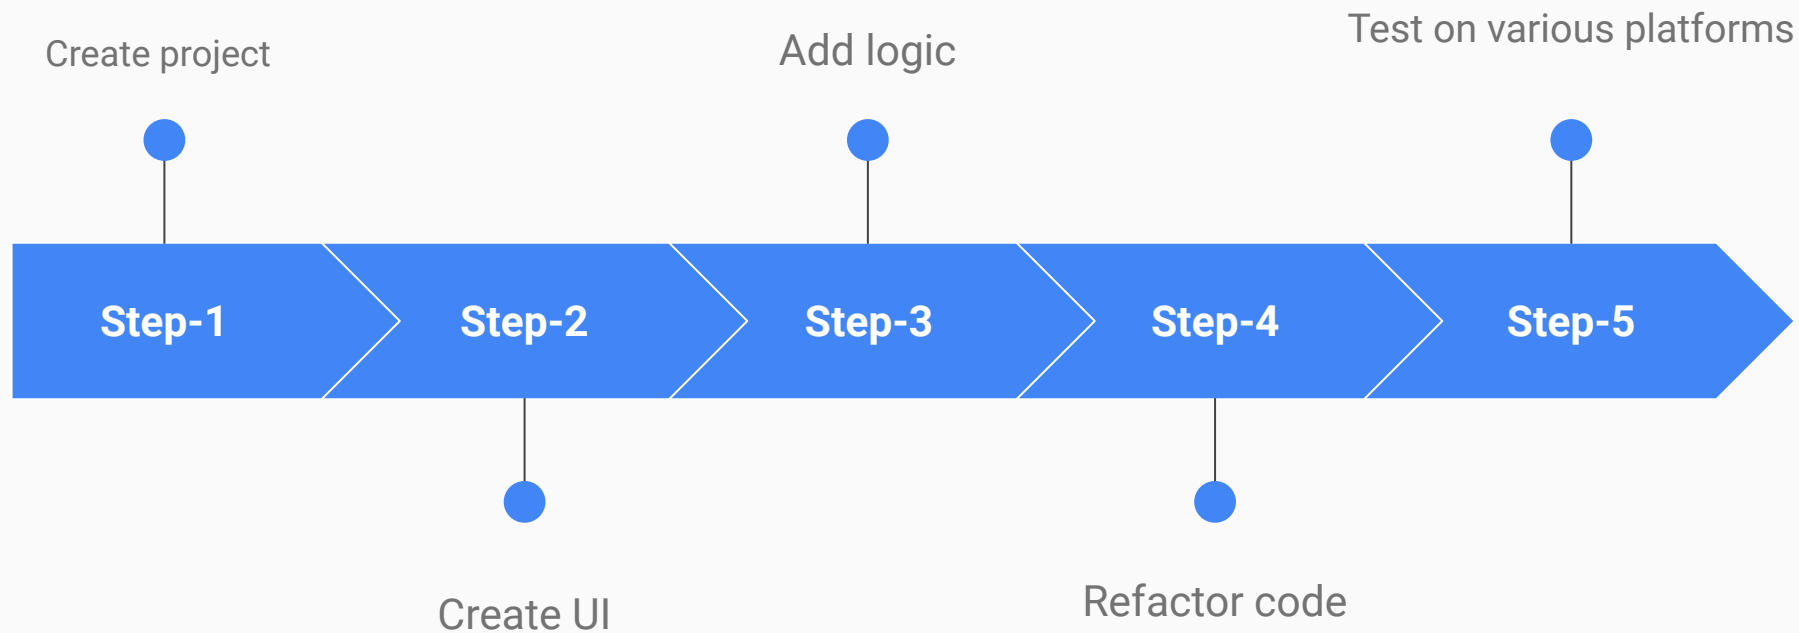 Create project
Add logic
Test on various platforms
Step-1
Step-2
Step-3
Step-4
Step-5
Create UI
Refactor code